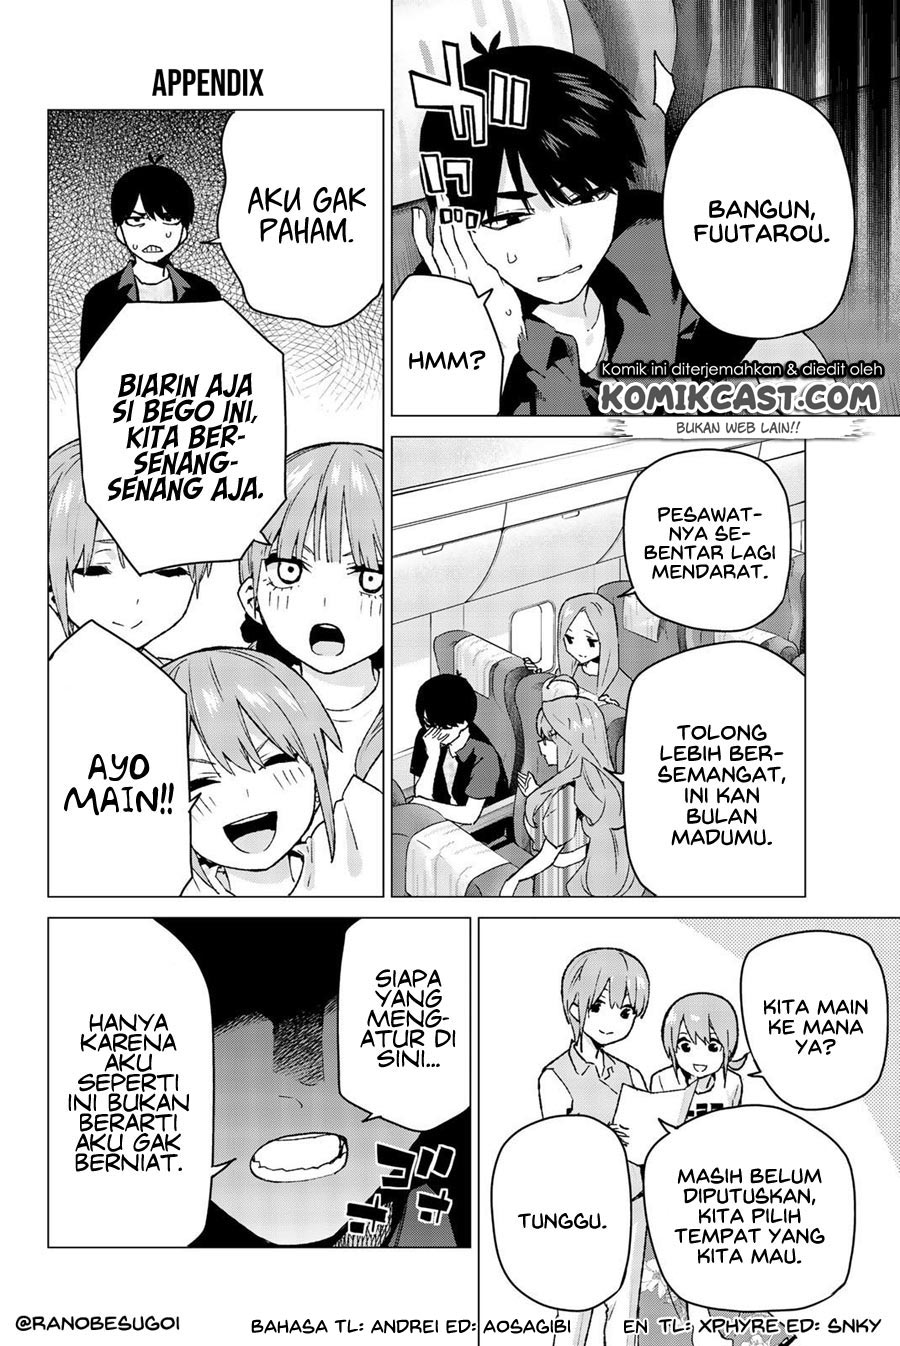 APPENDIX
BANGUN,
FUUTAROU.
HMM?
Komik ini diterjemahkan & diedit oleh
KOMIKCAST.COM
BUKAN WEB LAIN!!
PESAWAT-
NYA SE-
BENTAR LAGI
MENDARAT.
TOLONG
LEBIH BER-
SEMANGAT,
INI KAN
BULAN
MADUMU.
AKU GAK
PAHAM.
BIARIN AJA
SI BEGO INI,
KITA BER-
SENANG-
SENANG AJA.
AYO
MAIN!!
KITA MAIN
KE MANA
YA?
MASIH BELUM
DIPUTUSKAN,
KITA PILIH
TEMPAT YANG
KITA MAU.
TUNGGU.
SIAPA
YANG
MENG-
ATUR DI
SINI...
HANYA
KARENA
AKU
SEPERTI
INI BUKAN
BERARTI
AKU GAK
BERNIAT.
@RANOBESUGOI
BAHASA TL: ANDREI ED: AOSAGIBI
EN TL: XPHYRE ED: SNKY